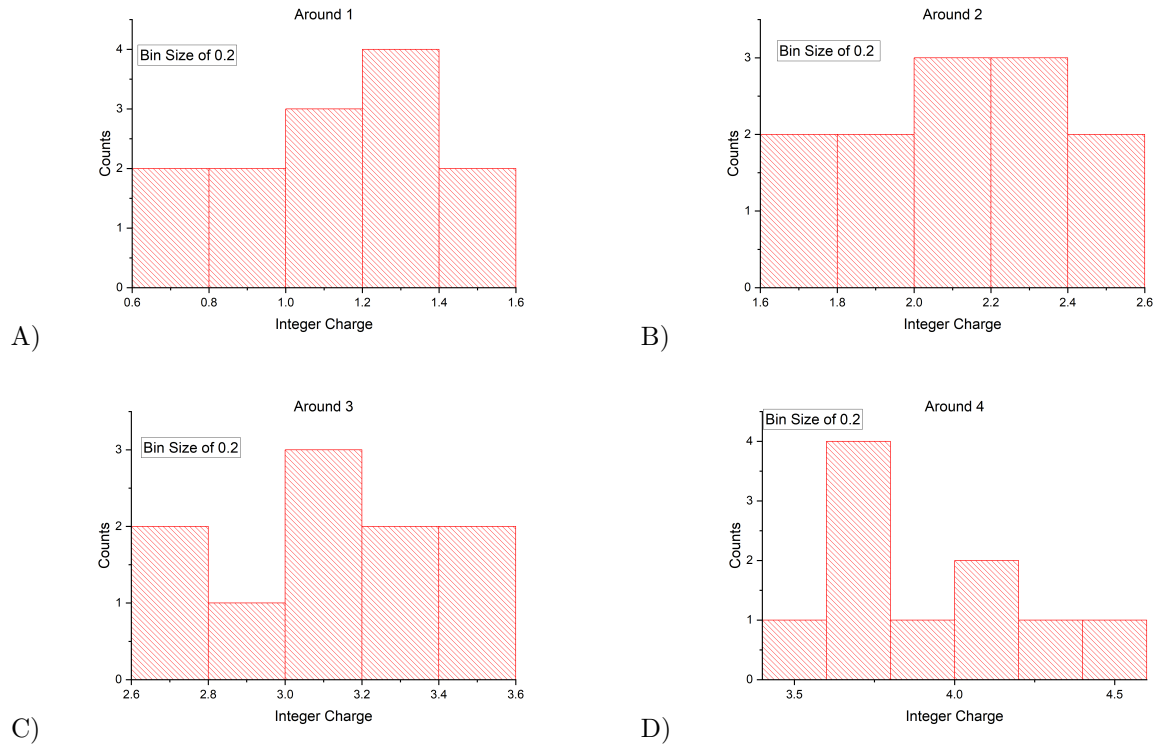 Around 1
Bin Size of 0.2
Counts
4
3
2
1
0
0.6 0.8 1.0 1.2 1.4 1.6
Integer Charge
A)
Around 2
Bin Size of 0.2
Counts
3
2
1
0
1.6 1.8 2.0 2.2 2.4 2.6
Integer Charge
B)
Around 3
Bin Size of 0.2
Counts
3
2
1
0
2.6 2.8 3.0 3.2 3.4 3.6
Integer Charge
C)
Around 4
Bin Size of 0.2
Counts
4
3
2
1
0
3.5 4.0 4.5
Integer Charge
D)